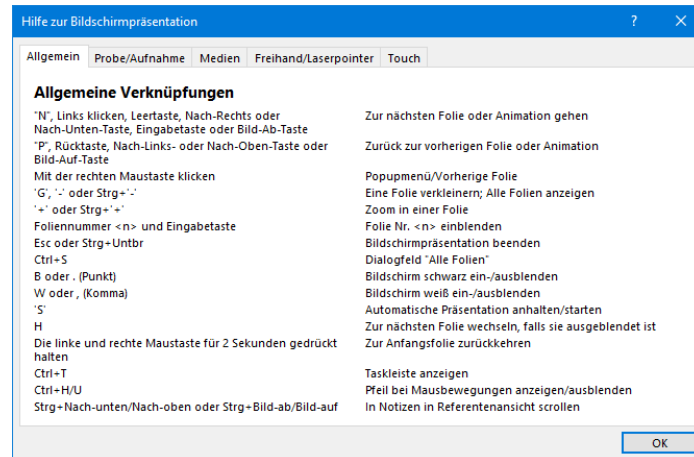 Hilfe zur Bildschirmpräsentation
?
Allgemein Probe/Aufnahme Medien Freihand/Laserpointer Touch
Allgemeine Verknüpfungen
"N", Links klicken, Leertaste, Nach-Rechts oder Zur nächsten Folie oder Animation gehen
Nach-Unten-Taste, Eingabetaste oder Bild-Ab-Taste
"P", Rücktaste, Nach-Links- oder Nach-Oben-Taste oder Zurück zur vorherigen Folie oder Animation
Bild-Auf-Taste
Mit der rechten Maustaste klicken Popupmenü/Vorherige Folie
'G', '-' oder Strg+'-' Eine Folie verkleinern; Alle Folien anzeigen
'+' oder Strg+'+' Zoom in einer Folie
Foliennummer <n> und Eingabetaste Folie Nr. <n> einblenden
Esc oder Strg+Untbr Bildschirmpräsentation beenden
Ctrl+S Dialogfeld "Alle Folien"
B oder . (Punkt) Bildschirm schwarz ein-/ausblenden
W oder , (Komma) Bildschirm weiß ein-/ausblenden
'S' Automatische Präsentation anhalten/starten
H Zur nächsten Folie wechseln, falls sie ausgeblendet ist
Die linke und rechte Maustaste für 2 Sekunden gedrückt Zur Anfangsfolie zurückkehren
halten
Ctrl+T Taskleiste anzeigen
Ctrl+H/U Pfeil bei Mausbewegungen anzeigen/ausblenden
Strg+Nach-unten/Nach-oben oder Strg+Bild-ab/Bild-auf In Notizen in Referentenansicht scrollen
OK